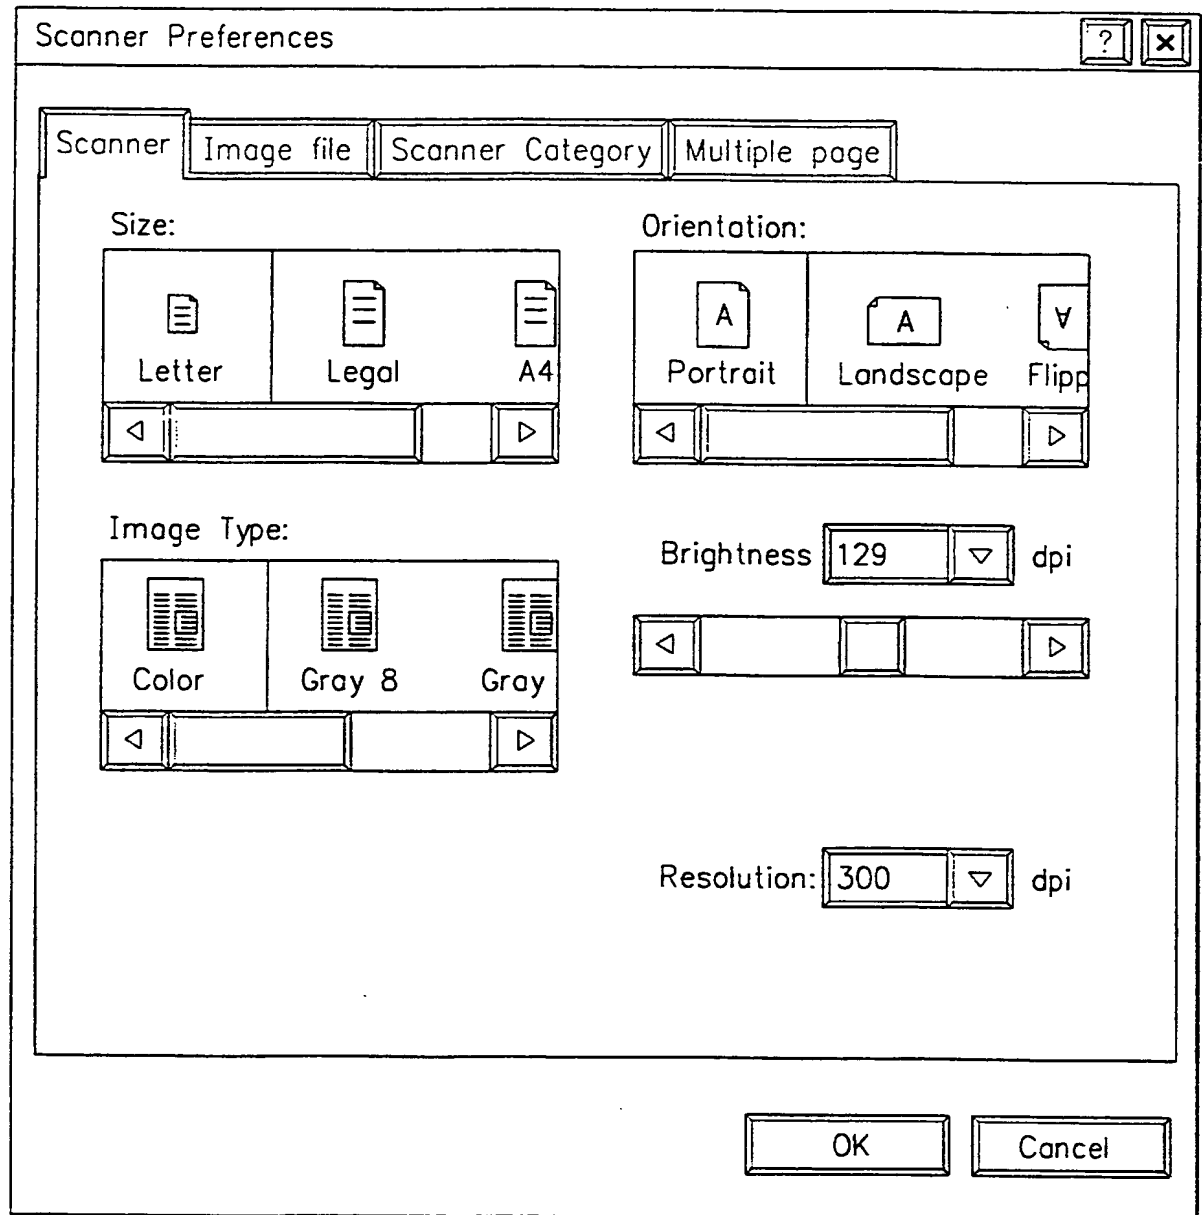 Scanner Preferences ? ×
Scanner Image file Scanner Category Multiple page
Size:
Letter Legal A4
Orientation:
A A A
Portrait Landscape Flipp
Image Type:
Color Gray 8 Gray
Brightness 129 dpi
Resolution: 300 dpi
OK Cancel